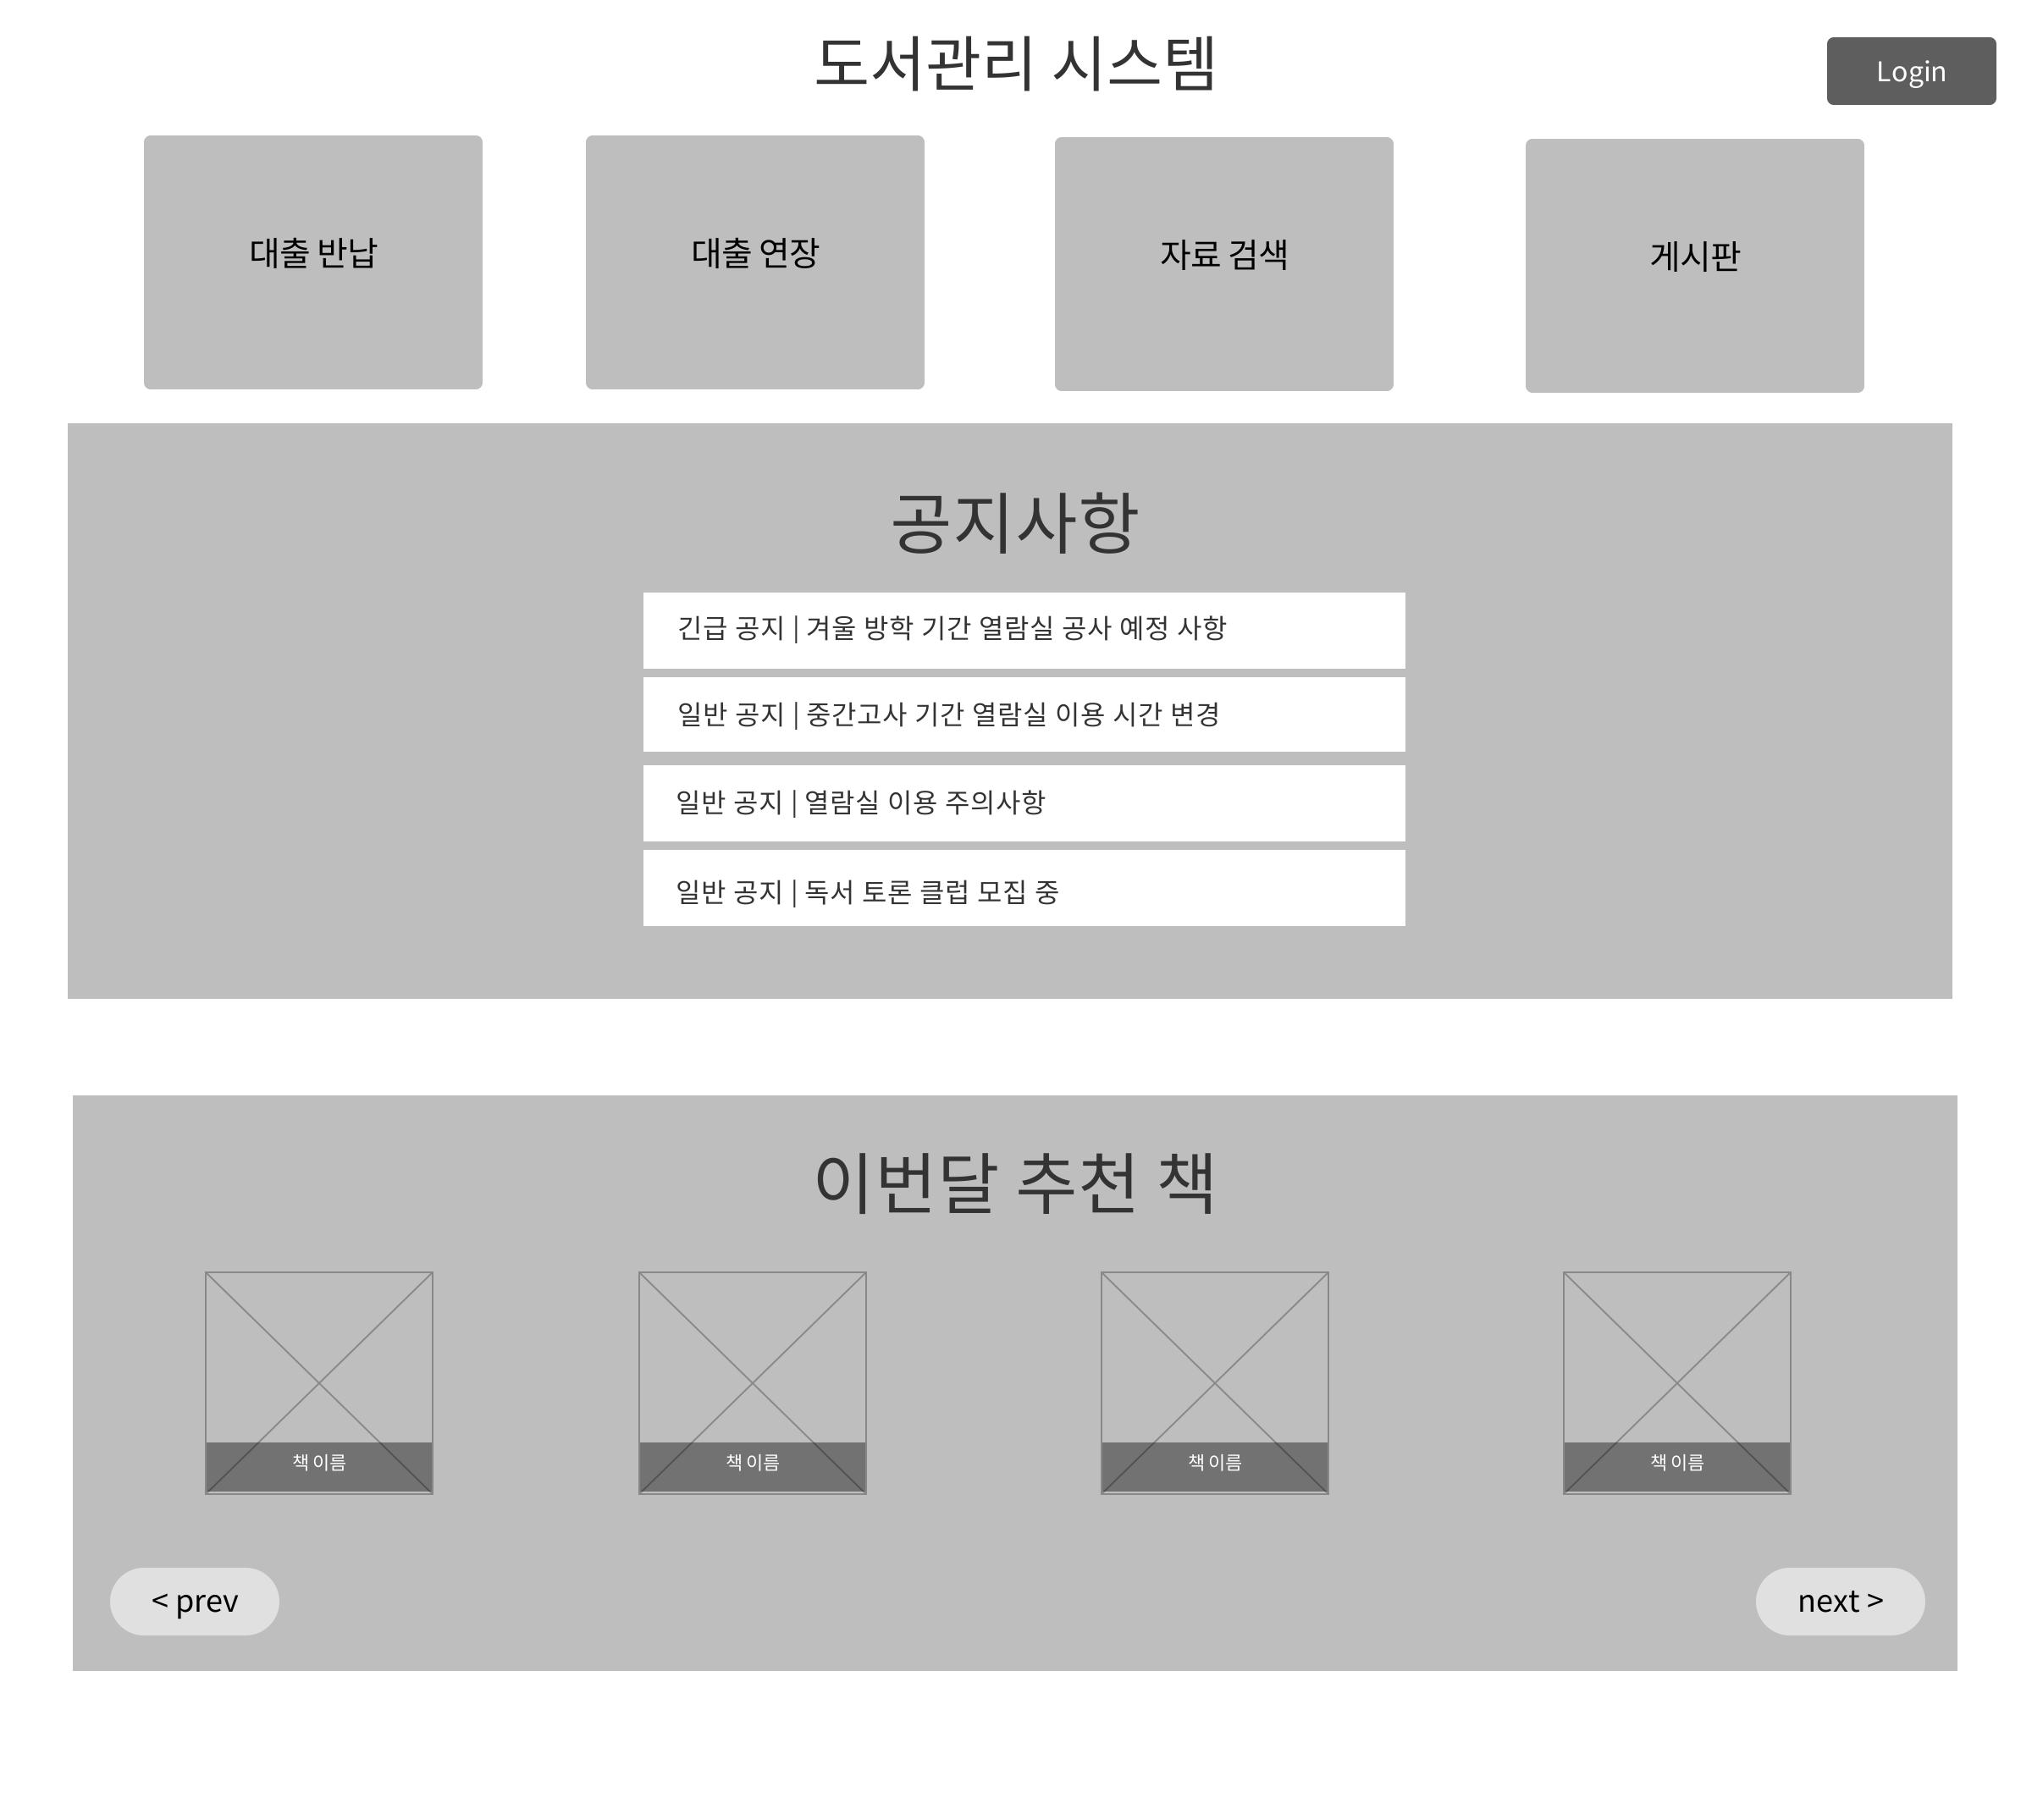 도서관리 시스템
Login
대출 반납
대출 연장
자료 검색
게시판
공지사항
긴급 공지 | 겨울 방학 기간 열람실 공사 예정 사항
일반 공지 | 중간고사 기간 열람실 이용 시간 변경
일반 공지 | 열람실 이용 주의사항
일반 공지 | 독서 토론 클럽 모집 중
이번달 추천 책
책 이름
책 이름
책 이름
책 이름
< prev
next >